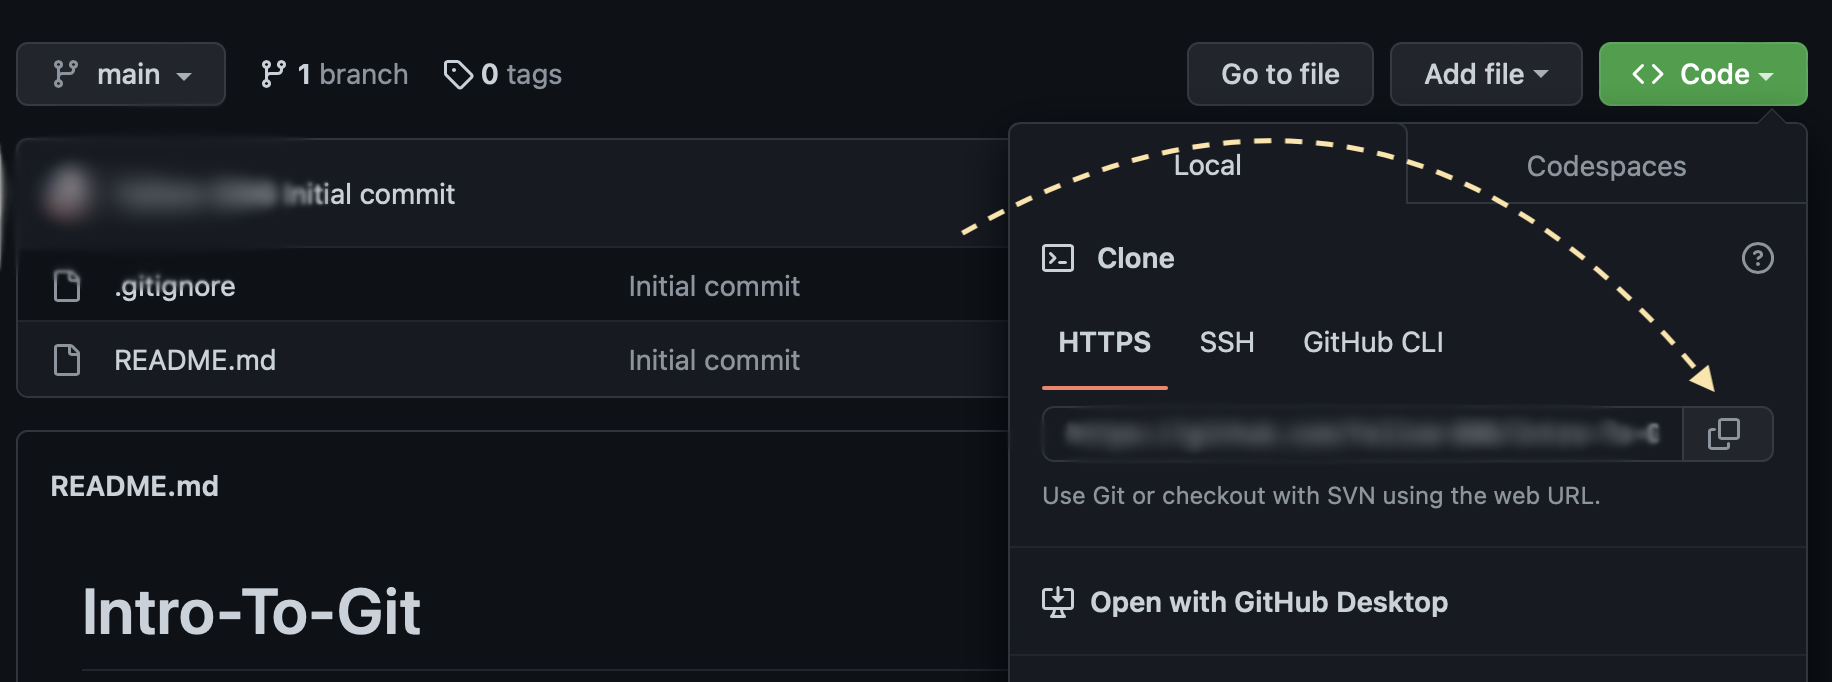 main
1 branch
0 tags
Go to file
Add file
Code
Initial commit
.gitignore
Initial commit
README.md
Initial commit
README.md
Intro-To-Git
Local
Codespaces
Clone
HTTPS
SSH
GitHub CLI
Use Git or checkout with SVN using the web URL.
Open with GitHub Desktop